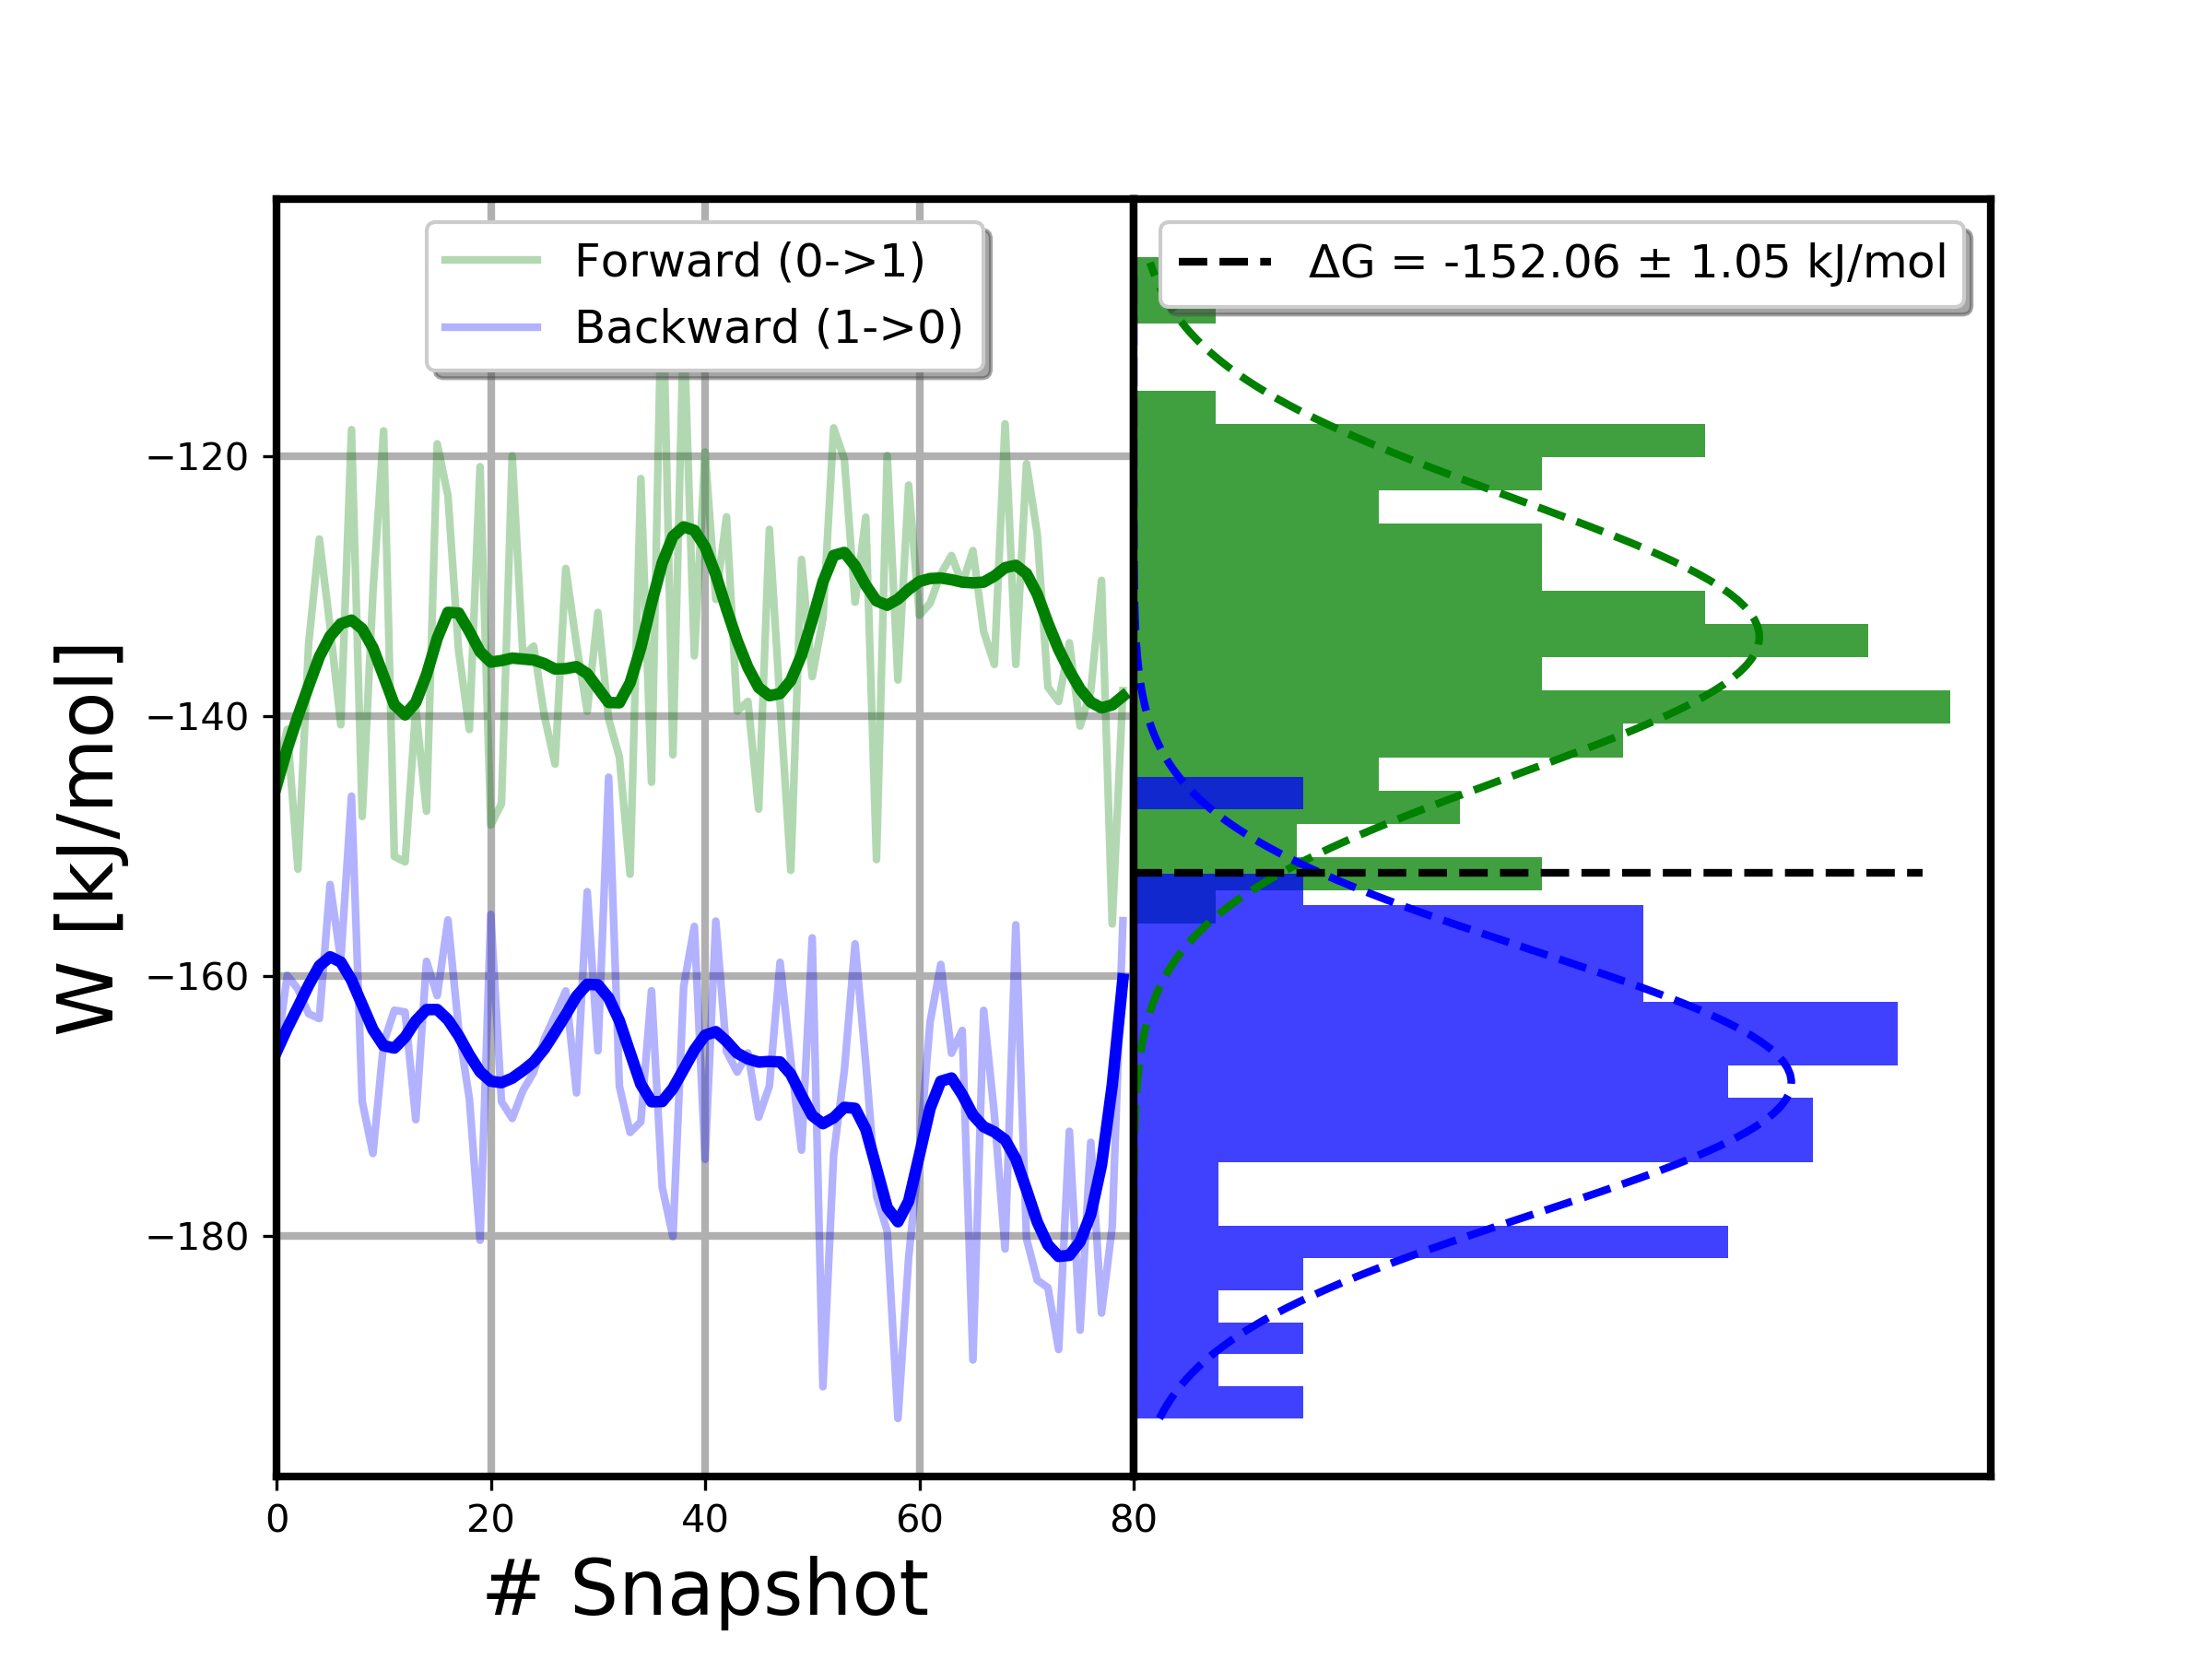 Forward (0->1)
Backward (1->0)
ΔG = -152.06 ± 1.05 kJ/mol
W [kJ/mol]
−120
−140
−160
−180
0 20 40 60 80
# Snapshot